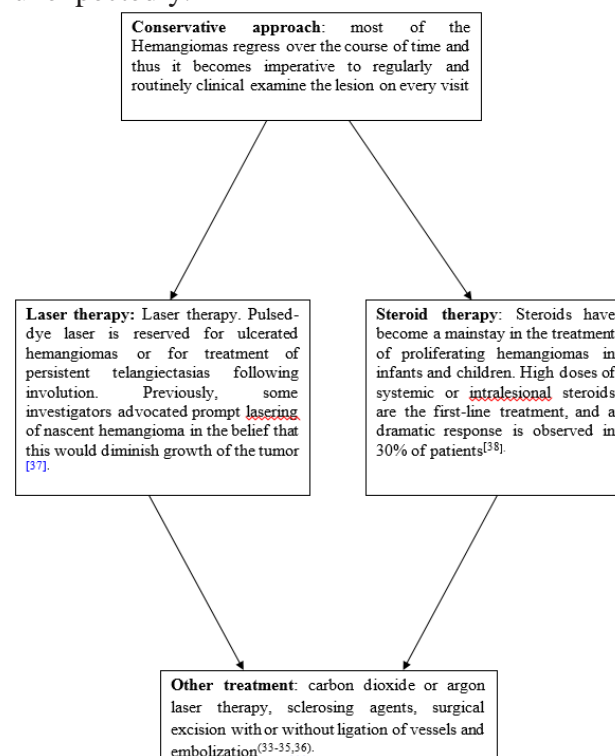 Conservative approach: most of the
Hemangiomas regress over the course of time and
thus it becomes imperative to regularly and
routinely clinical examine the lesion on every visit
Laser therapy: Laser therapy. Pulsed-
dye laser is reserved for ulcerated
hemangiomas or for treatment of
persistent telangiectasias following
involution. Previously, some
investigators advocated prompt lasering
of nascent hemangioma in the belief that
this would diminish growth of the tumor
[37].
Steroid therapy: Steroids have
become a mainstay in the treatment
of proliferating hemangiomas in
infants and children. High doses of
systemic or intralesional steroids
are the first-line treatment, and a
dramatic response is observed in
30% of patients[38].
Other treatment: carbon dioxide or argon
laser therapy, sclerosing agents, surgical
excision with or without ligation of vessels and
embolization(33-35,36).